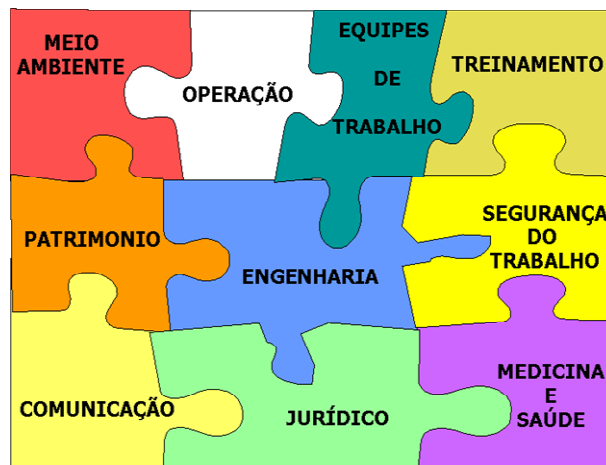 MEIO
AMBIENTE
OPERAÇÃO
EQUIPES
DE
TRABALHO
TREINAMENTO
PATRIMONIO
ENGENHARIA
SEGURANÇA
DO
TRABALHO
COMUNICAÇÃO
JURÍDICO
MEDICINA
E
SAÚDE